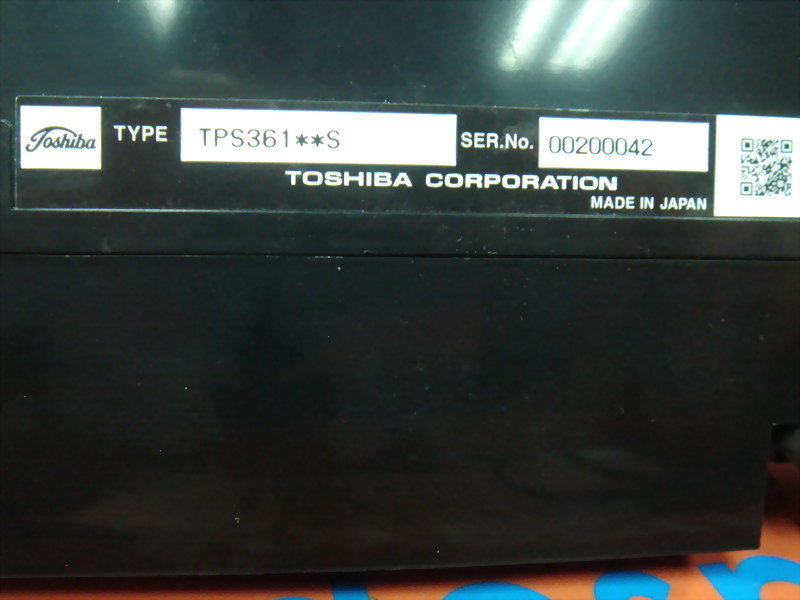 Toshiba TYPE TPS361**S SER.No. 00200042
TOSHIBA CORPORATION
MADE IN JAPAN